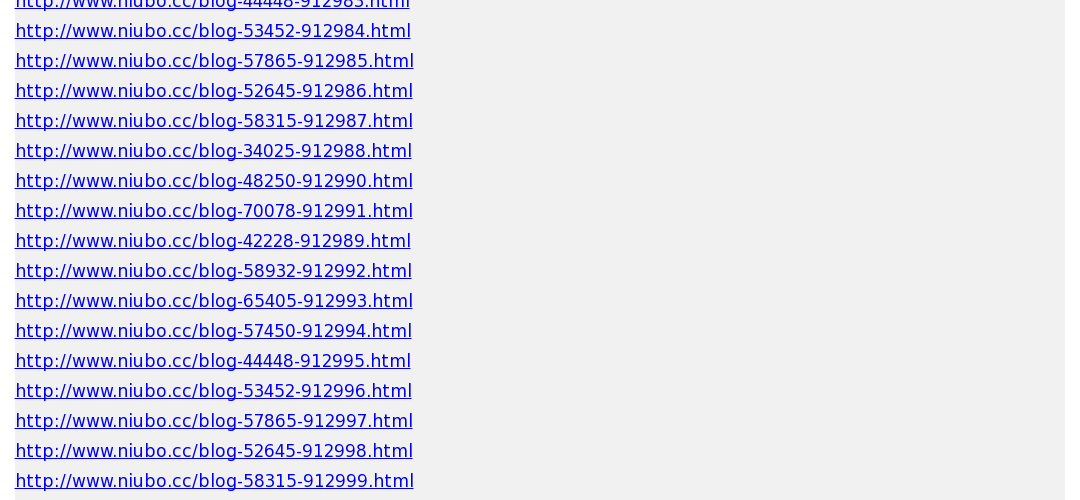 http://www.niubo.cc/blog-44448-912983.html
http://www.niubo.cc/blog-53452-912984.html
http://www.niubo.cc/blog-57865-912985.html
http://www.niubo.cc/blog-52645-912986.html
http://www.niubo.cc/blog-58315-912987.html
http://www.niubo.cc/blog-34025-912988.html
http://www.niubo.cc/blog-48250-912990.html
http://www.niubo.cc/blog-70078-912991.html
http://www.niubo.cc/blog-42228-912989.html
http://www.niubo.cc/blog-58932-912992.html
http://www.niubo.cc/blog-65405-912993.html
http://www.niubo.cc/blog-57450-912994.html
http://www.niubo.cc/blog-44448-912995.html
http://www.niubo.cc/blog-53452-912996.html
http://www.niubo.cc/blog-57865-912997.html
http://www.niubo.cc/blog-52645-912998.html
http://www.niubo.cc/blog-58315-912999.html